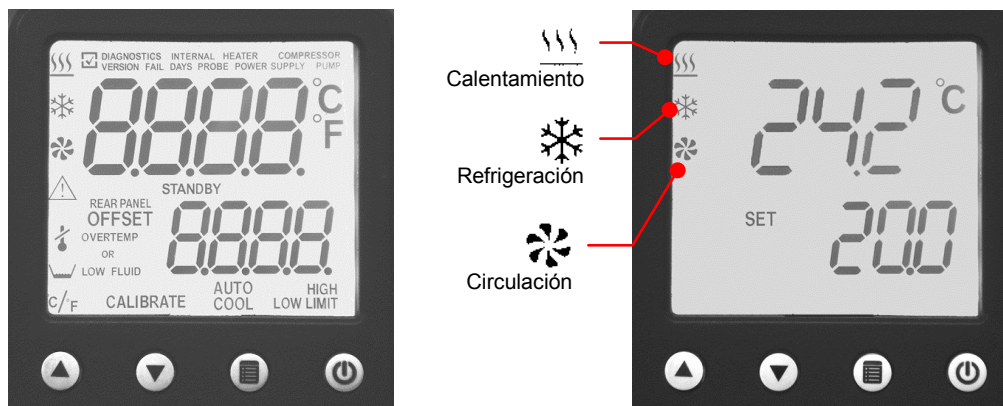 DIAGNOSTICS INTERNAL HEATER COMPRESSOR
VERSION FAIL DAYS PROBE POWER SUPPLY PUMP
8.8.8.8
°C
°F
STANDBY
REAR PANEL
OFFSET
OVERTEMP
OR
LOW FLUID
8.8.8.8
C/°F
CALIBRATE
AUTO
COOL
HIGH
LOW LIMIT
Calentamiento
Refrigeración
Circulación
24.2 °C
SET
20.0